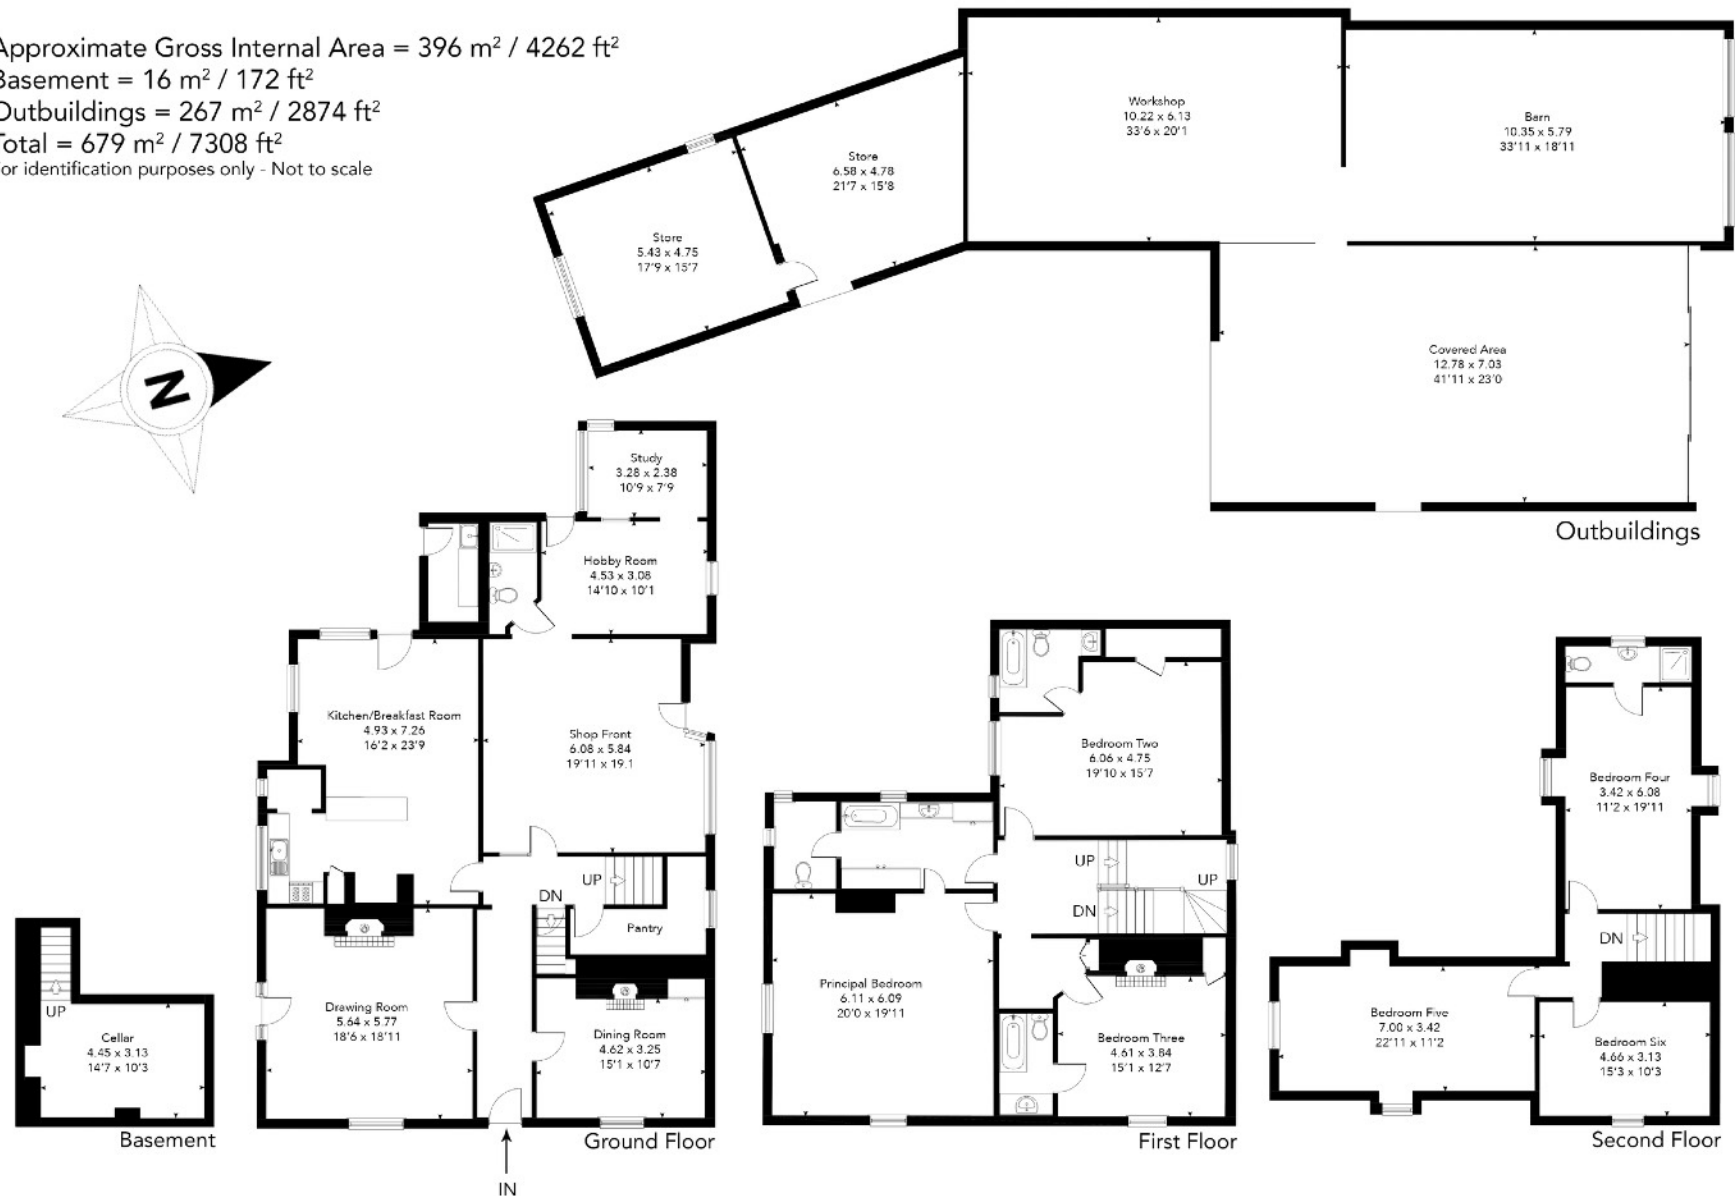 Approximate Gross Internal Area = 396 m² / 4262 ft²
Basement = 16 m² / 172 ft²
Outbuildings = 267 m² / 2874 ft²
Total = 679 m² / 7308 ft²
For identification purposes only - Not to scale
Workshop
10.22 x 6.13
33'6 x 20'1
Barn
10.35 x 5.79
33'11 x 18'11
Store
6.58 x 4.78
21'7 x 15'8
Store
5.43 x 4.75
17'9 x 15'7
Covered Area
12.78 x 7.03
41'11 x 23'0
Outbuildings
N
Study
3.28 x 2.38
10'9 x 7'9
Hobby Room
4.53 x 3.08
14'10 x 10'1
Kitchen/Breakfast Room
4.93 x 7.26
16'2 x 23'9
Shop Front
6.08 x 5.84
19'11 x 19.1
UP
DN
Pantry
Drawing Room
5.64 x 5.77
18'6 x 18'11
Dining Room
4.62 x 3.25
15'1 x 10'7
Ground Floor
IN
UP
Cellar
4.45 x 3.13
14'7 x 10'3
Basement
Bedroom Two
6.06 x 4.75
19'10 x 15'7
UP
UP
DN
Principal Bedroom
6.11 x 6.09
20'0 x 19'11
Bedroom Three
4.61 x 3.84
15'1 x 12'7
First Floor
Bedroom Four
3.42 x 6.08
11'2 x 19'11
DN
Bedroom Five
7.00 x 3.42
22'11 x 11'2
Bedroom Six
4.66 x 3.13
15'3 x 10'3
Second Floor